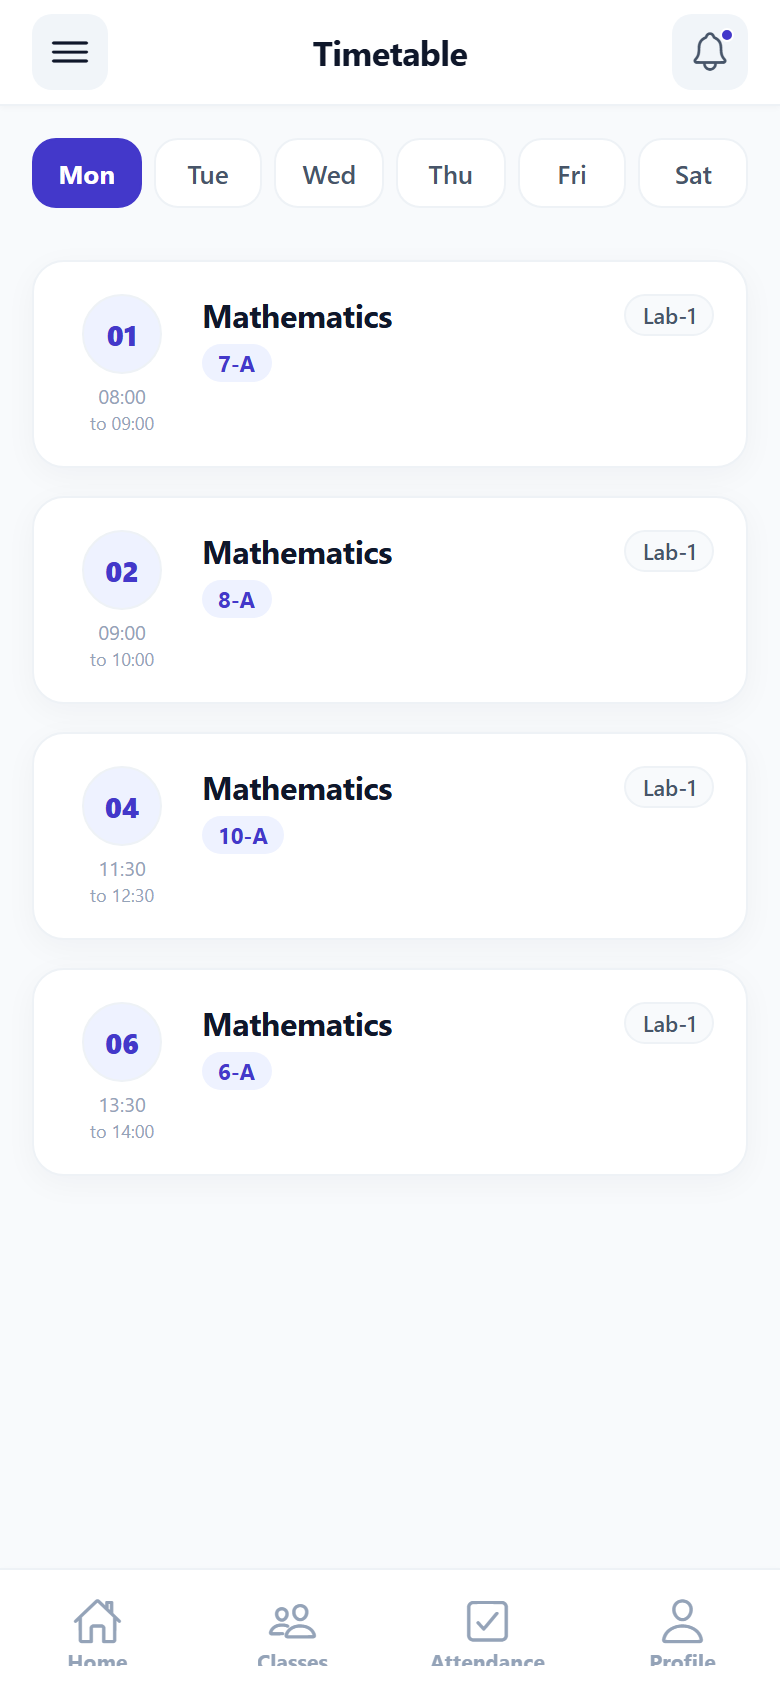 Timetable
Mon Tue Wed Thu Fri Sat
01 Mathematics Lab-1
7-A
08:00
to 09:00
02 Mathematics Lab-1
8-A
09:00
to 10:00
04 Mathematics Lab-1
10-A
11:30
to 12:30
06 Mathematics Lab-1
6-A
13:30
to 14:00
Home Classes Attendance Profile